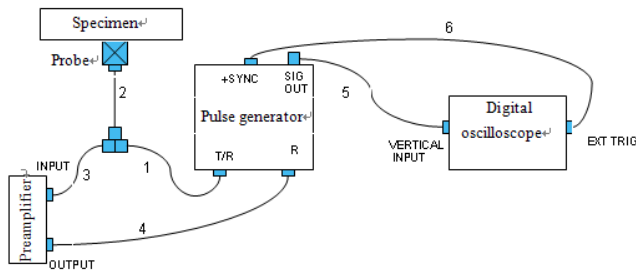 Specimen
Probe
2
+SYNC
SIG
OUT
Pulse generator
T/R
R
6
5
Digital
oscilloscope
VERTICAL
INPUT
EXT TRIG
INPUT
3
1
4
Preamplifier
OUTPUT